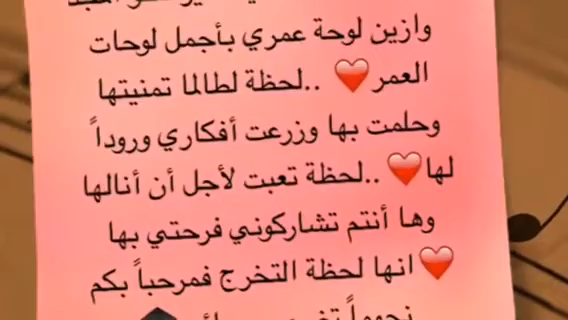 وازين لوحة عمري بأجمل لوحات
العمر❤️ ..لحظة لطالما تمنيتها
وحلمت بها وزرعت أفكاري وروداً
لها❤️ ..لحظة تعبت لأجل أن أنالها
وها أنتم تشاركوني فرحتي بها
❤️انها لحظة التخرج فمرحباً بكم